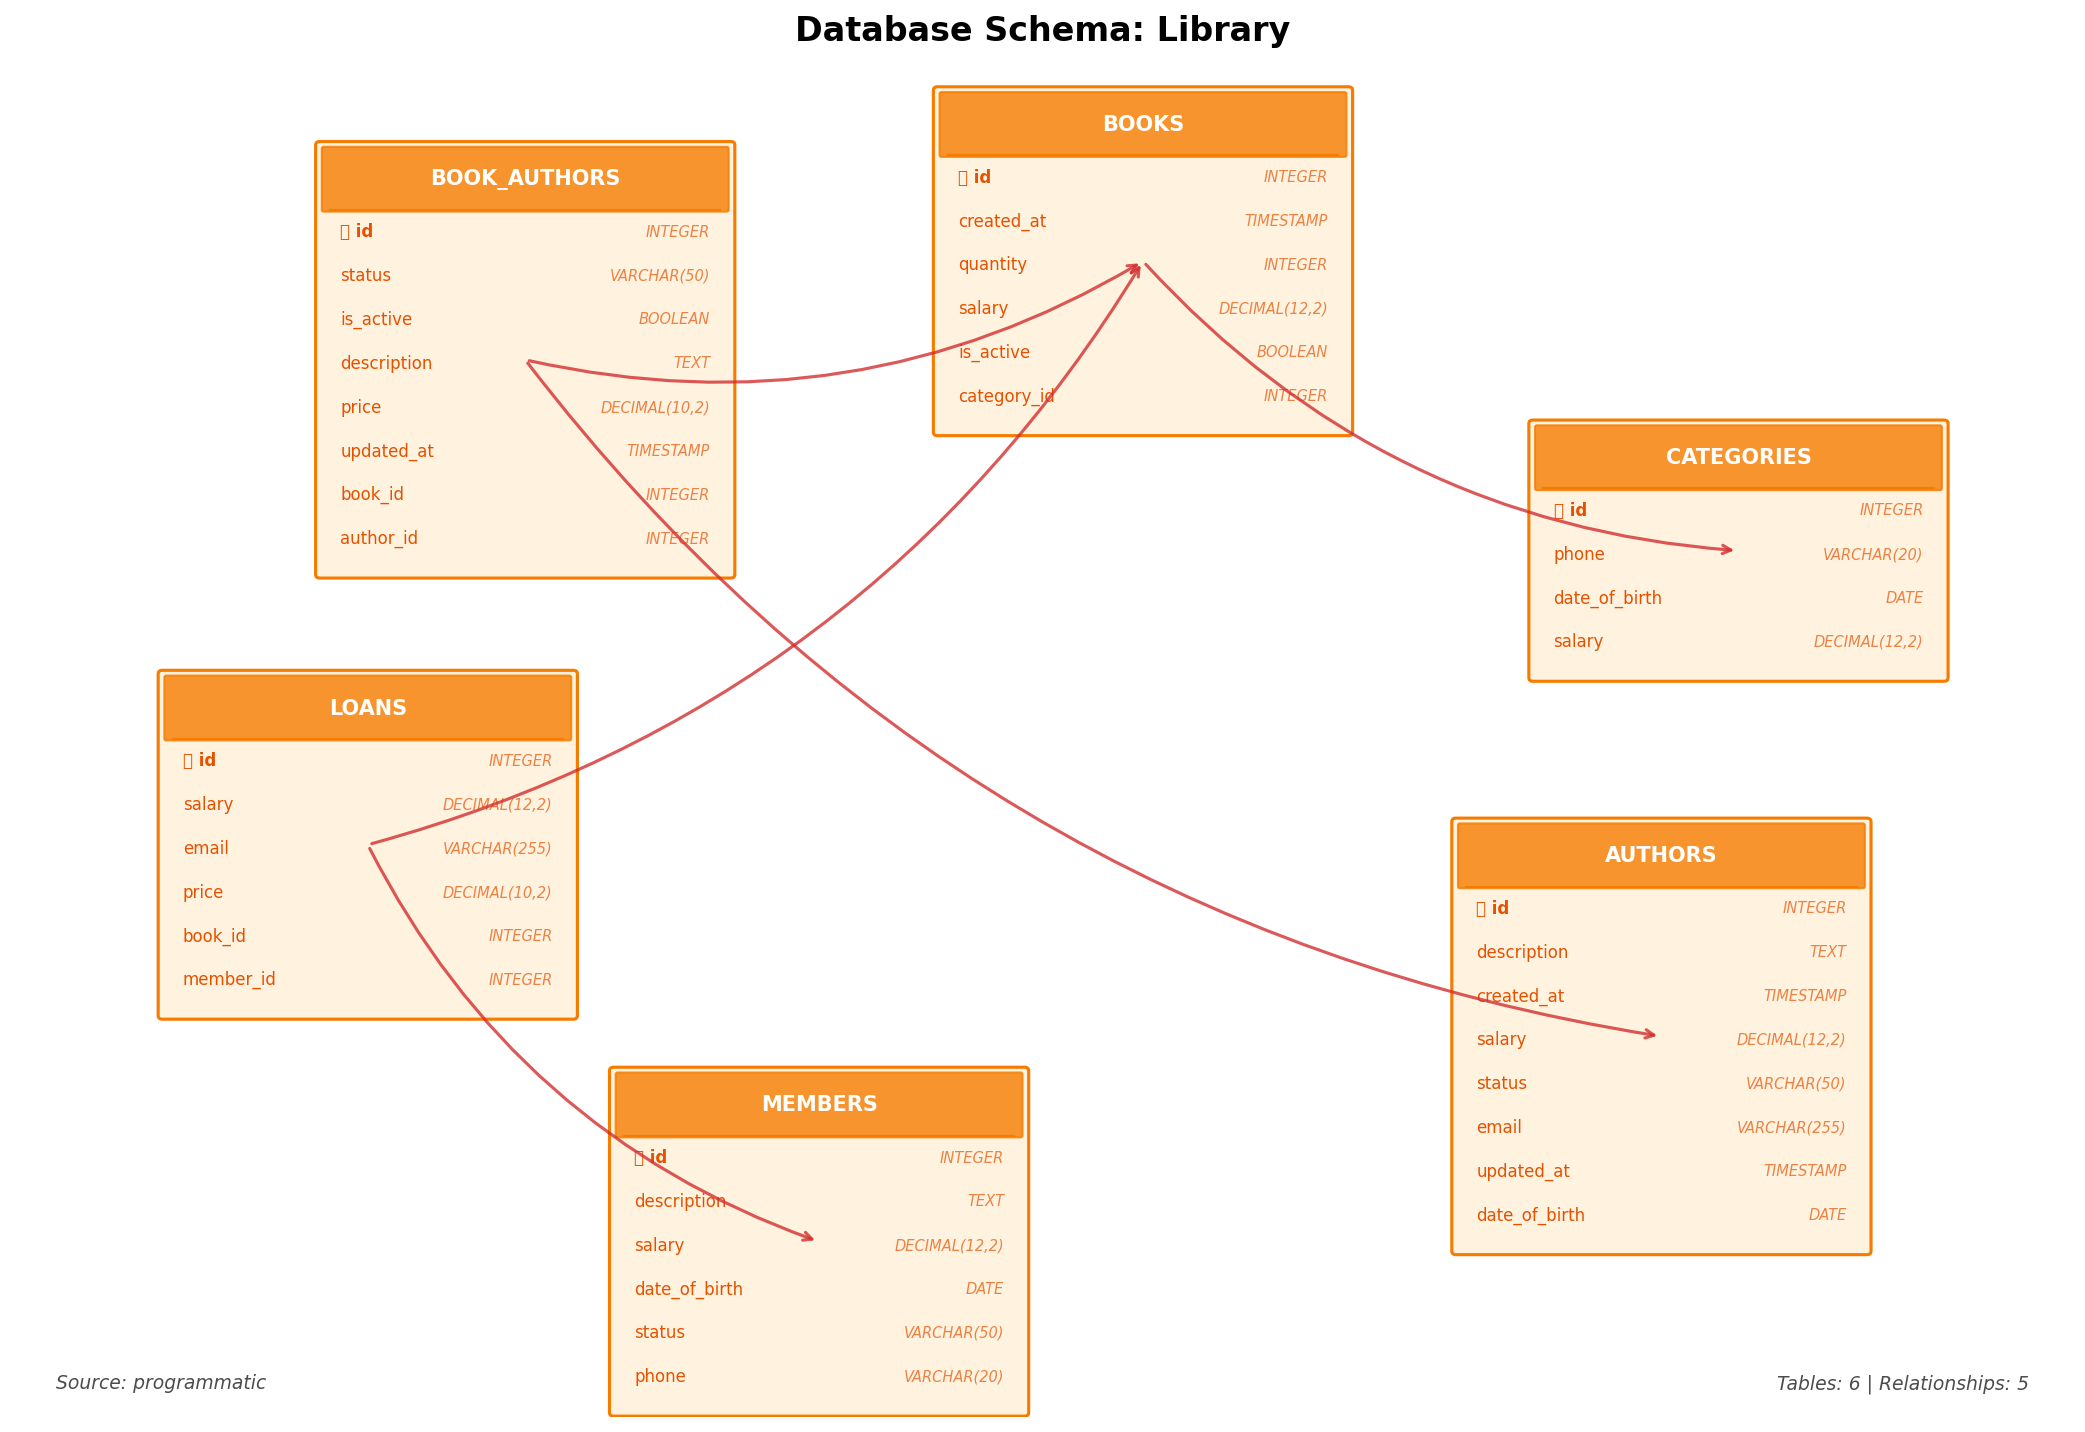 Database Schema: Library
BOOKS
id INTEGER
created_at TIMESTAMP
quantity INTEGER
salary DECIMAL(12,2)
is_active BOOLEAN
category_id INTEGER
BOOK_AUTHORS
id INTEGER
status VARCHAR(50)
is_active BOOLEAN
description TEXT
price DECIMAL(10,2)
updated_at TIMESTAMP
book_id INTEGER
author_id INTEGER
CATEGORIES
id INTEGER
phone VARCHAR(20)
date_of_birth DATE
salary DECIMAL(12,2)
LOANS
id INTEGER
salary DECIMAL(12,2)
email VARCHAR(255)
price DECIMAL(10,2)
book_id INTEGER
member_id INTEGER
AUTHORS
id INTEGER
description TEXT
created_at TIMESTAMP
salary DECIMAL(12,2)
status VARCHAR(50)
email VARCHAR(255)
updated_at TIMESTAMP
date_of_birth DATE
MEMBERS
id INTEGER
description TEXT
salary DECIMAL(12,2)
date_of_birth DATE
status VARCHAR(50)
phone VARCHAR(20)
Source: programmatic
Tables: 6 | Relationships: 5